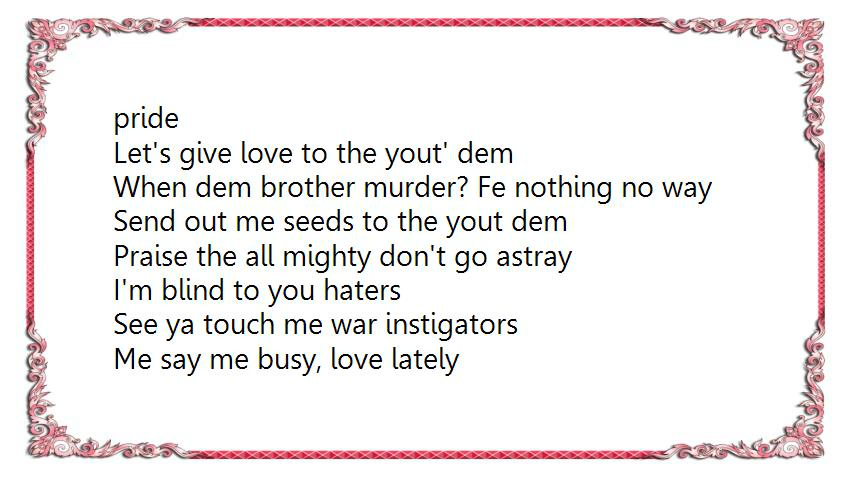 pride
Let's give love to the yout' dem
When dem brother murder? Fe nothing no way
Send out me seeds to the yout dem
Praise the all mighty don't go astray
I'm blind to you haters
See ya touch me war instigators
Me say me busy, love lately